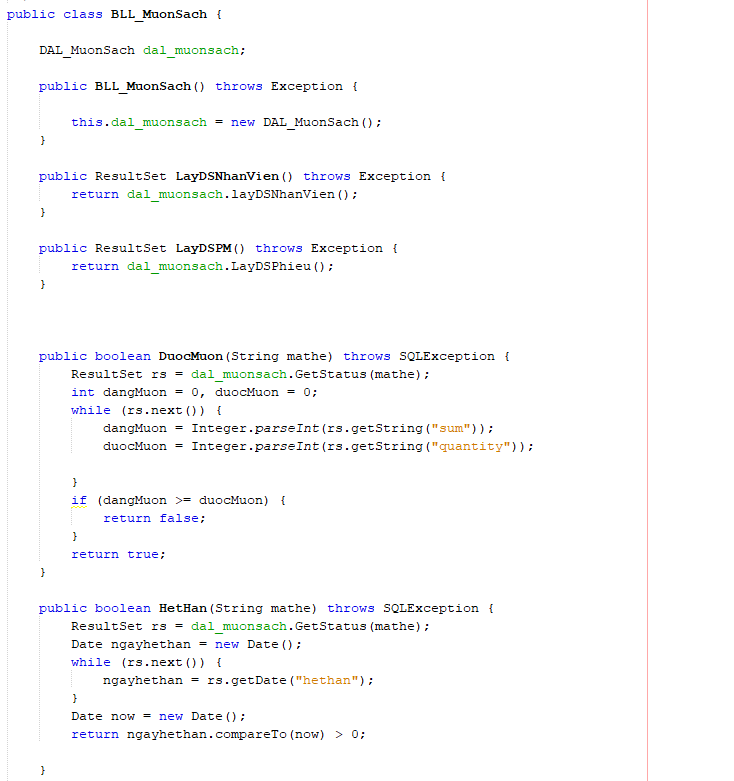 public class BLL_MuonSach {
DAL_MuonSach dal_muonsach;
public BLL_MuonSach() throws Exception {
this.dal_muonsach = new DAL_MuonSach();
}
public ResultSet LayDSNhanVien() throws Exception {
return dal_muonsach.layDSNhanVien();
}
public ResultSet LayDSPM() throws Exception {
return dal_muonsach.LayDSPhieu();
}
public boolean DuocMuon(String mathe) throws SQLException {
ResultSet rs = dal_muonsach.GetStatus(mathe);
int dangMuon = 0, duocMuon = 0;
while (rs.next()) {
dangMuon = Integer.parseInt(rs.getString("sum"));
duocMuon = Integer.parseInt(rs.getString("quantity"));
}
if (dangMuon >= duocMuon) {
return false;
}
return true;
}
public boolean HetHan(String mathe) throws SQLException {
ResultSet rs = dal_muonsach.GetStatus(mathe);
Date ngayhethan = new Date();
while (rs.next()) {
ngayhethan = rs.getDate("hethan");
}
Date now = new Date();
return ngayhethan.compareTo(now) > 0;
}